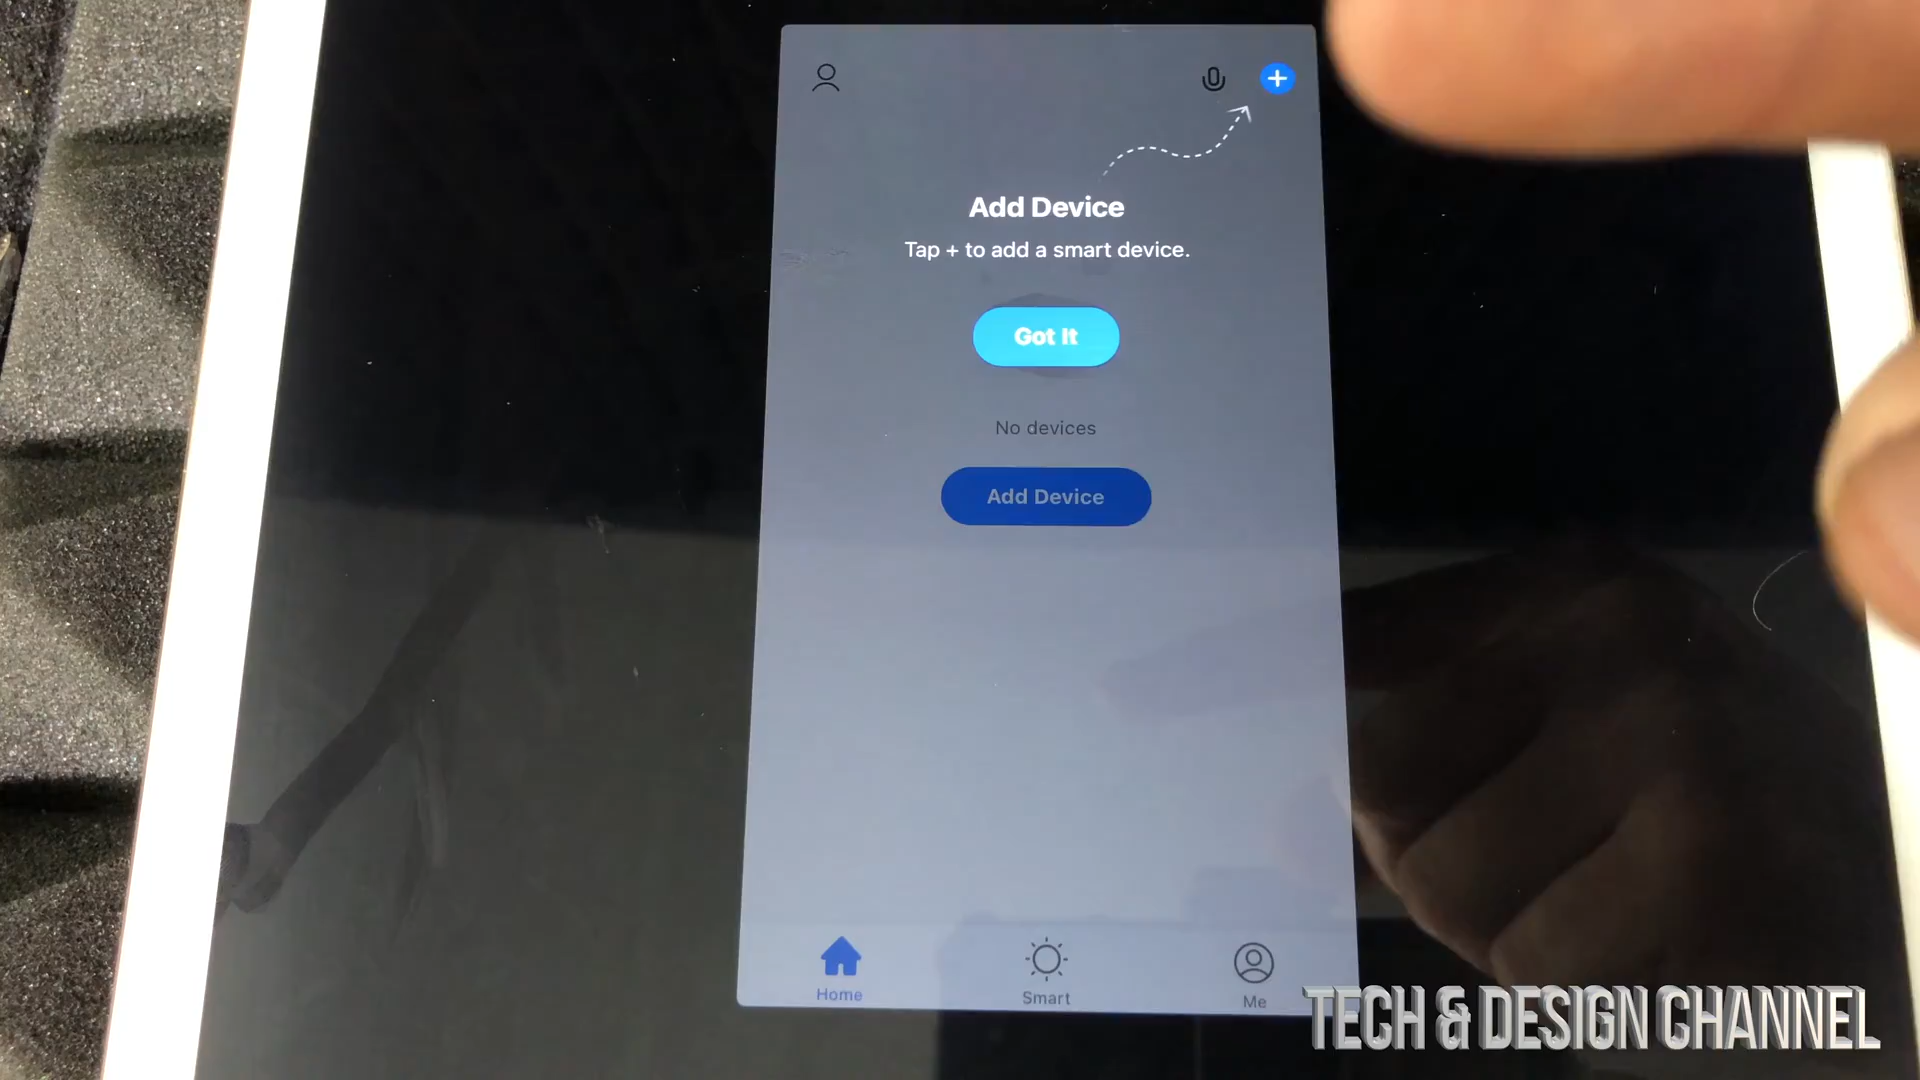 Add Device
Tap + to add a smart device.
Got It
No devices
Add Device
Home
Smart
Me
TECH & DESIGN CHANNEL